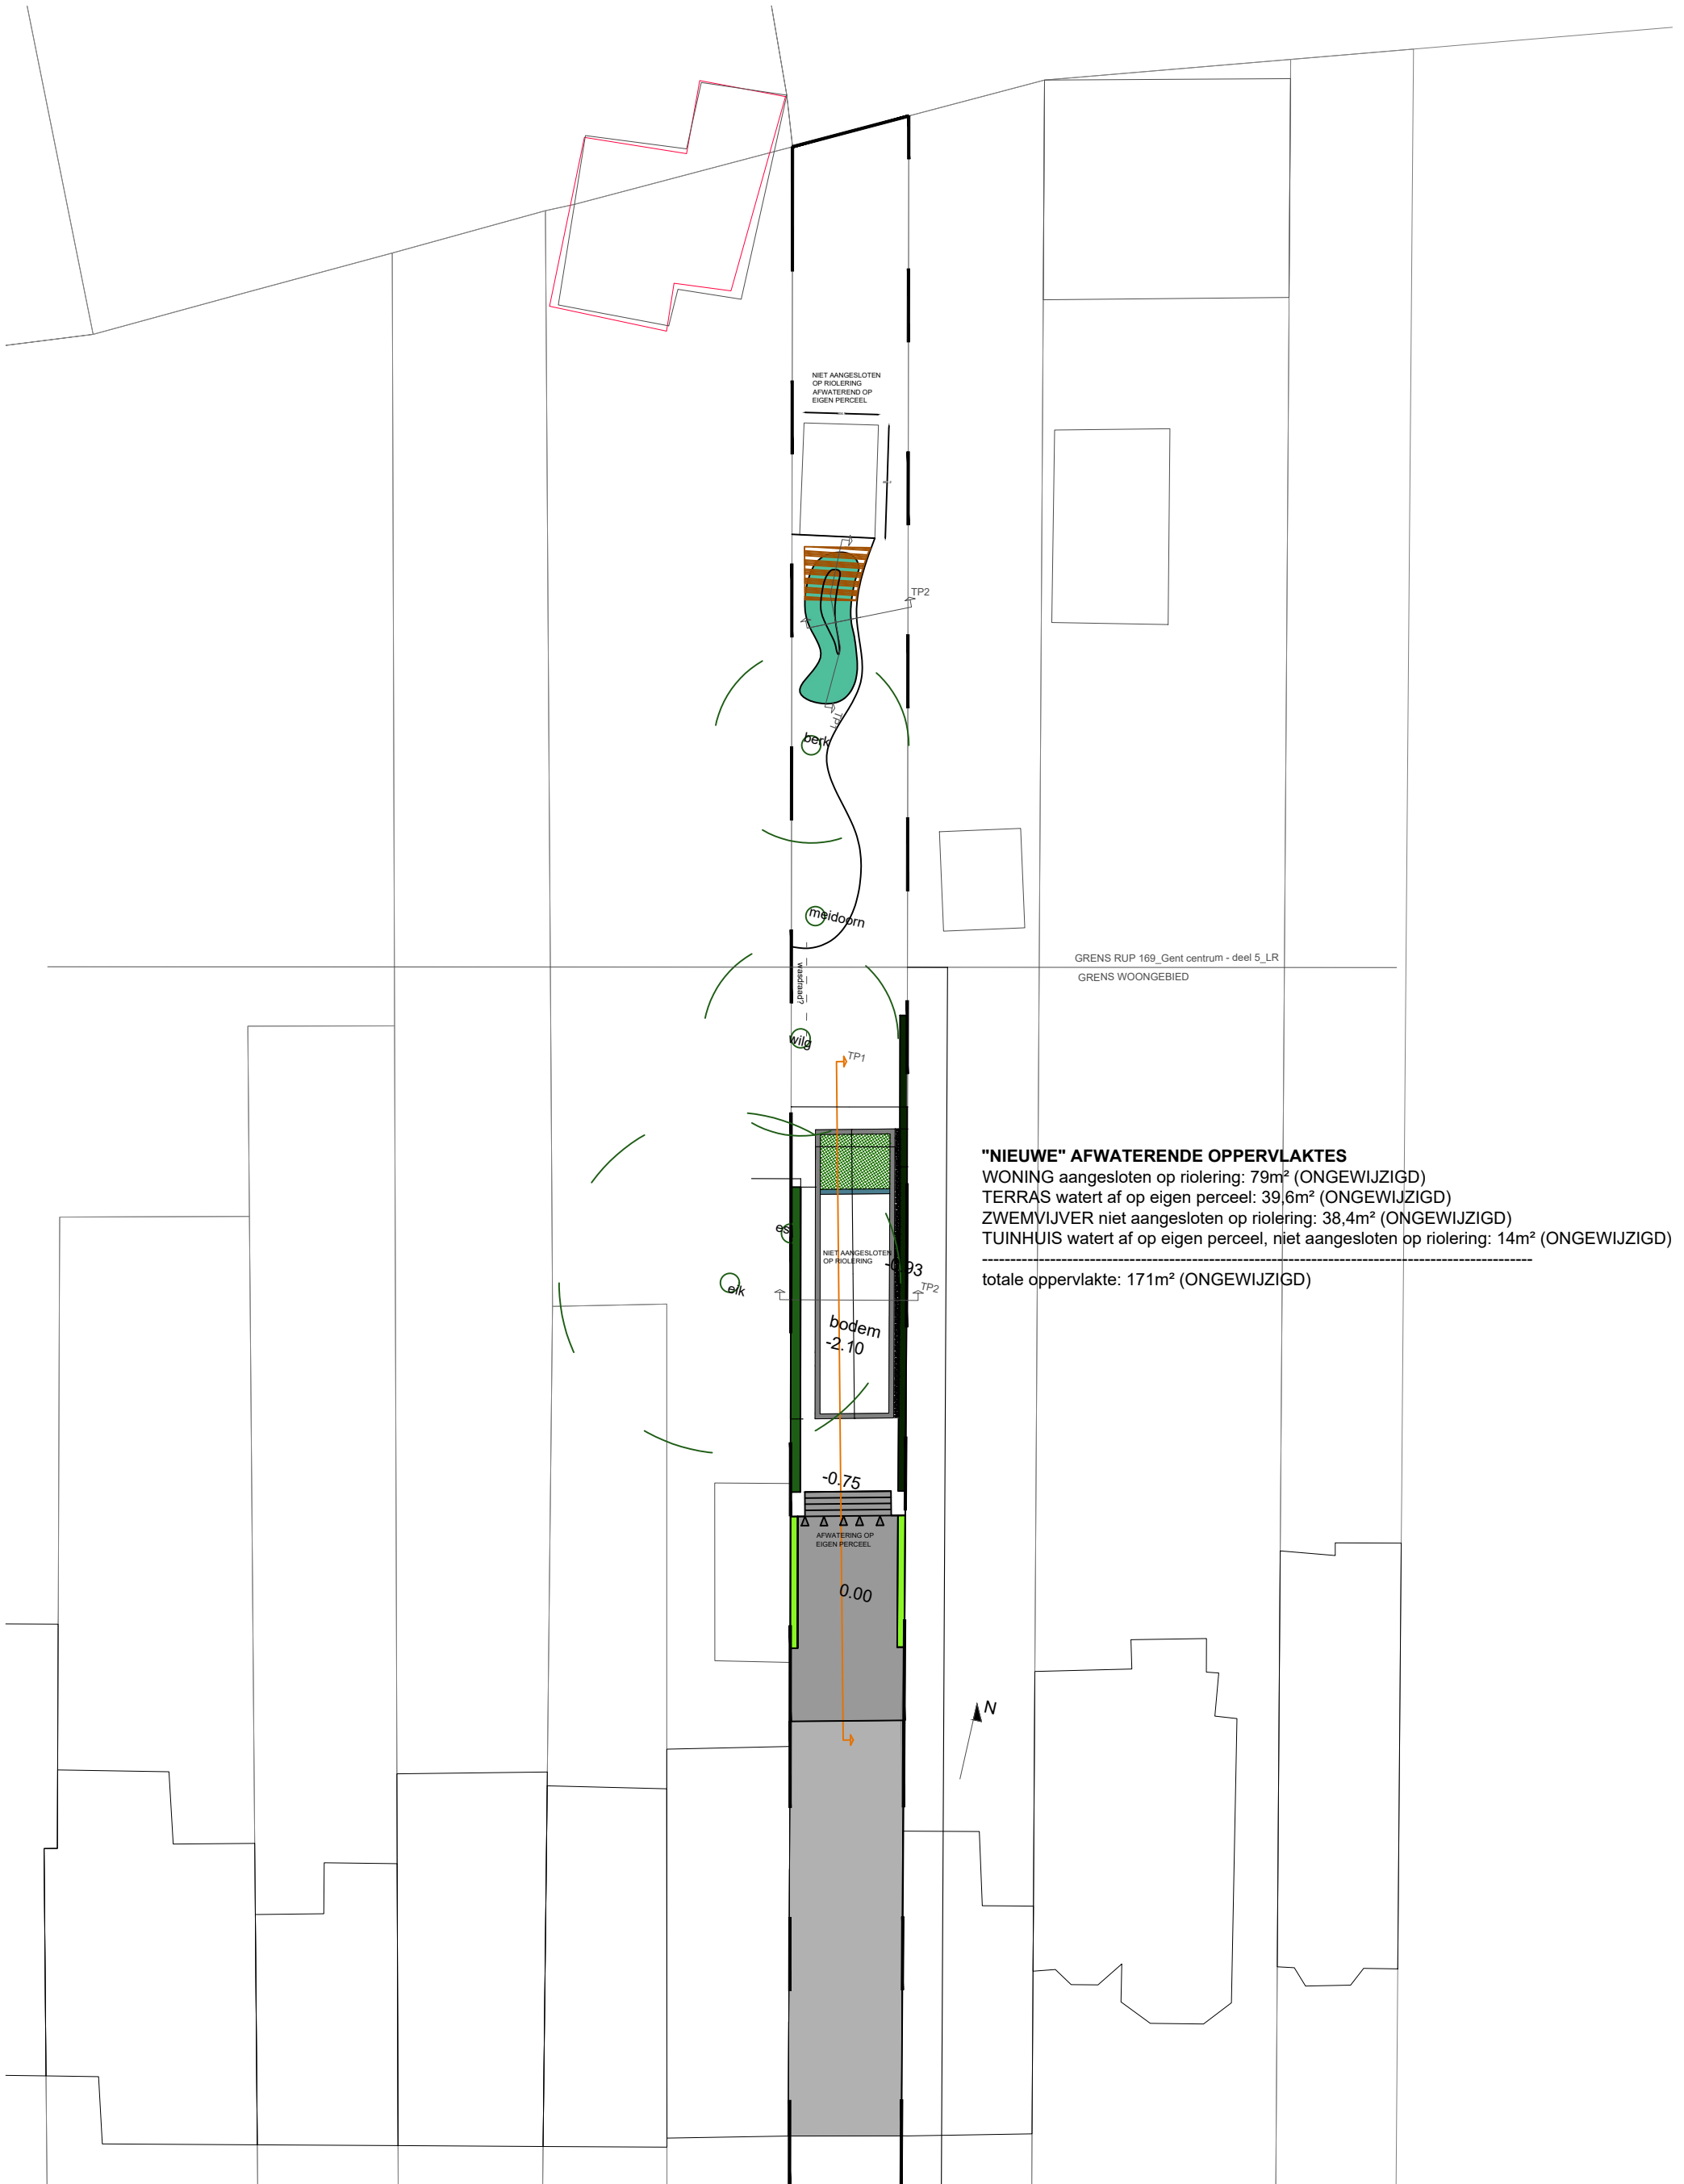 NIET AANGESLOTEN
OP RIOLERING
AFWATEREND OP
EIGEN PERCEEL
TP2
TP1
berk
meidoorn
GRENS RUP 169_Gent centrum - deel 5_LR
GRENS WOONGEBIED
wasdraad?
wilg
TP1
"NIEUWE" AFWATERENDE OPPERVLAKTES
WONING aangesloten op riolering: 79m² (ONGEWIJZIGD)
TERRAS watert af op eigen perceel: 39,6m² (ONGEWIJZIGD)
ZWEMVIJVER niet aangesloten op riolering: 38,4m² (ONGEWIJZIGD)
TUINHUIS watert af op eigen perceel, niet aangesloten op riolering: 14m² (ONGEWIJZIGD)
totale oppervlakte: 171m² (ONGEWIJZIGD)
es
NIET AANGESLOTEN
OP RIOLERING
-0.93
eik
TP2
bodem
-2.10
-0.75
AFWATERING OP
EIGEN PERCEEL
0.00
N